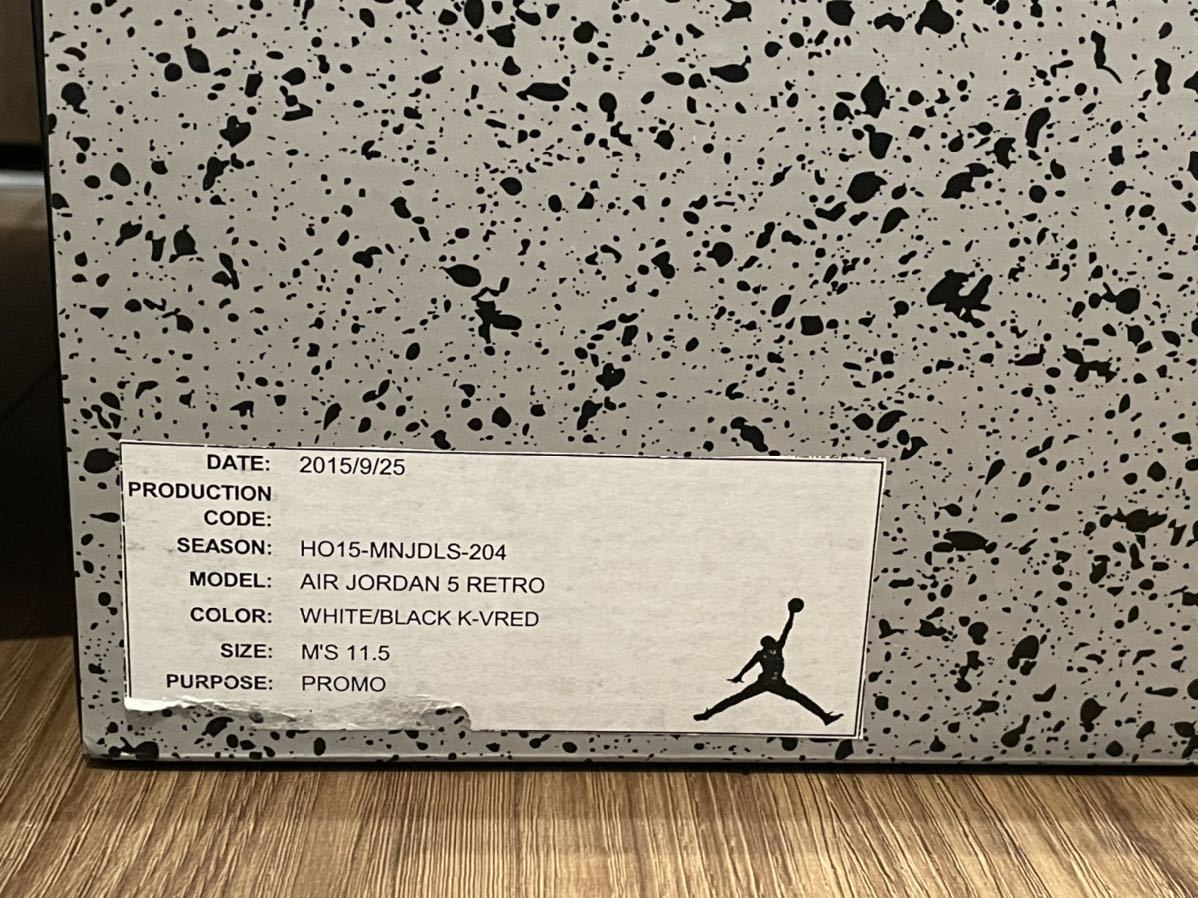 DATE: 2015/9/25
PRODUCTION
CODE:
SEASON: HO15-MNJDLS-204
MODEL: AIR JORDAN 5 RETRO
COLOR: WHITE/BLACK K-VRED
SIZE: M'S 11.5
PURPOSE: PROMO